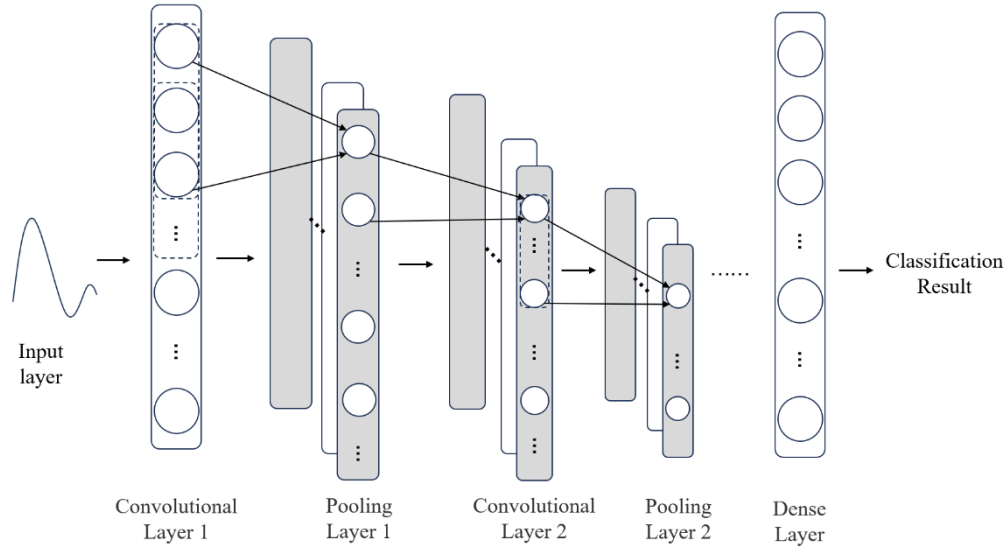 Input
layer
Convolutional
Layer 1
Pooling
Layer 1
Convolutional
Layer 2
Pooling
Layer 2
Dense
Layer
Classification
Result